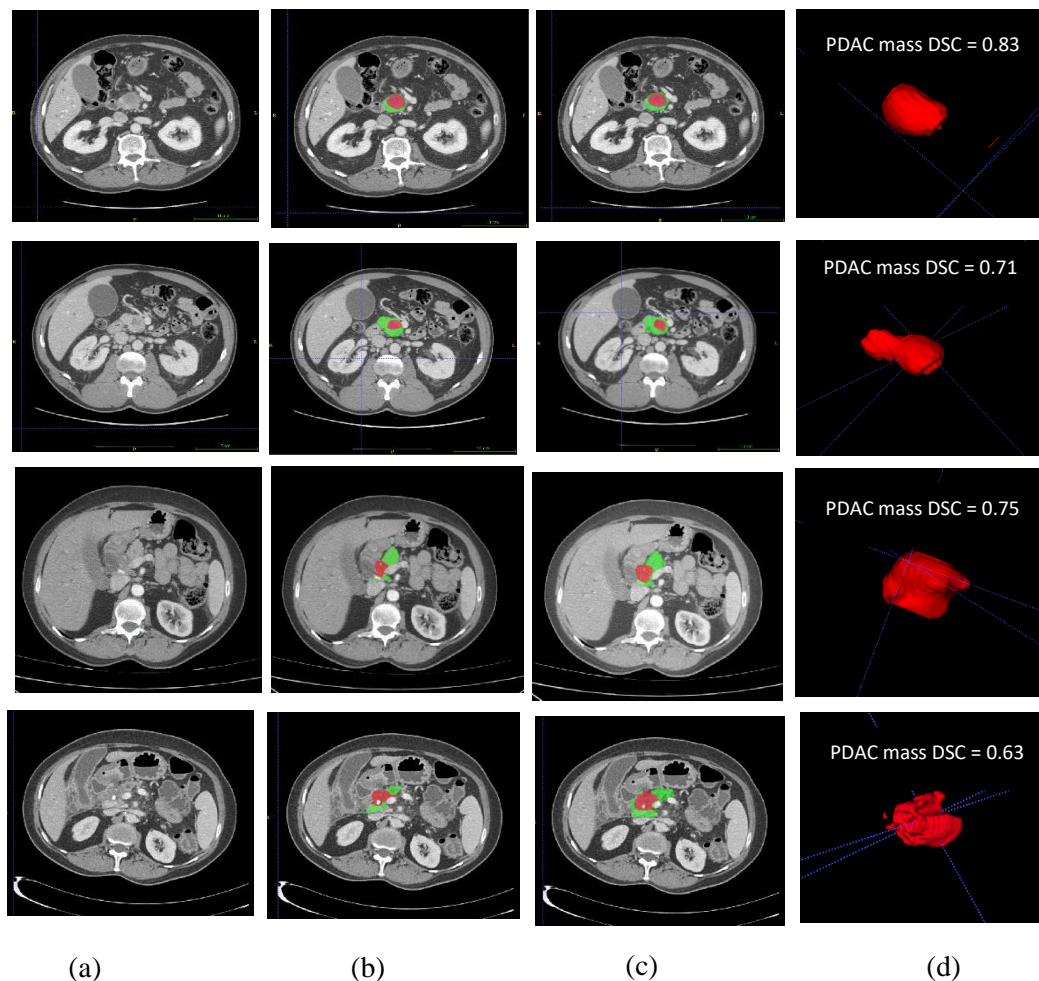 PDAC mass DSC = 0.83
PDAC mass DSC = 0.71
PDAC mass DSC = 0.75
PDAC mass DSC = 0.63
(a) (b) (c) (d)